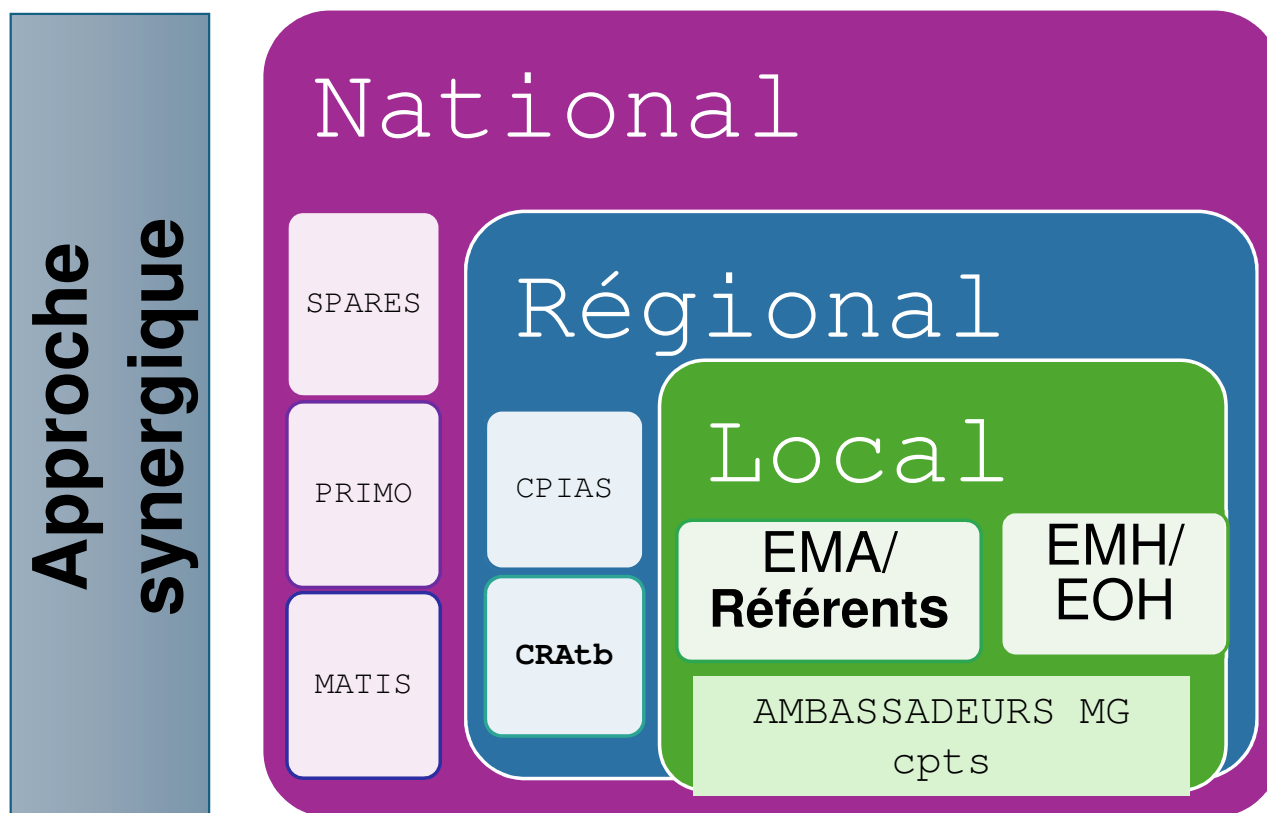 Approche
synergique
National
SPARES
PRIMO
MATIS
Régional
CPIAS
CRAtb
Local
EMA/
Référents
EMH/
EOH
AMBASSADEURS MG
cpts